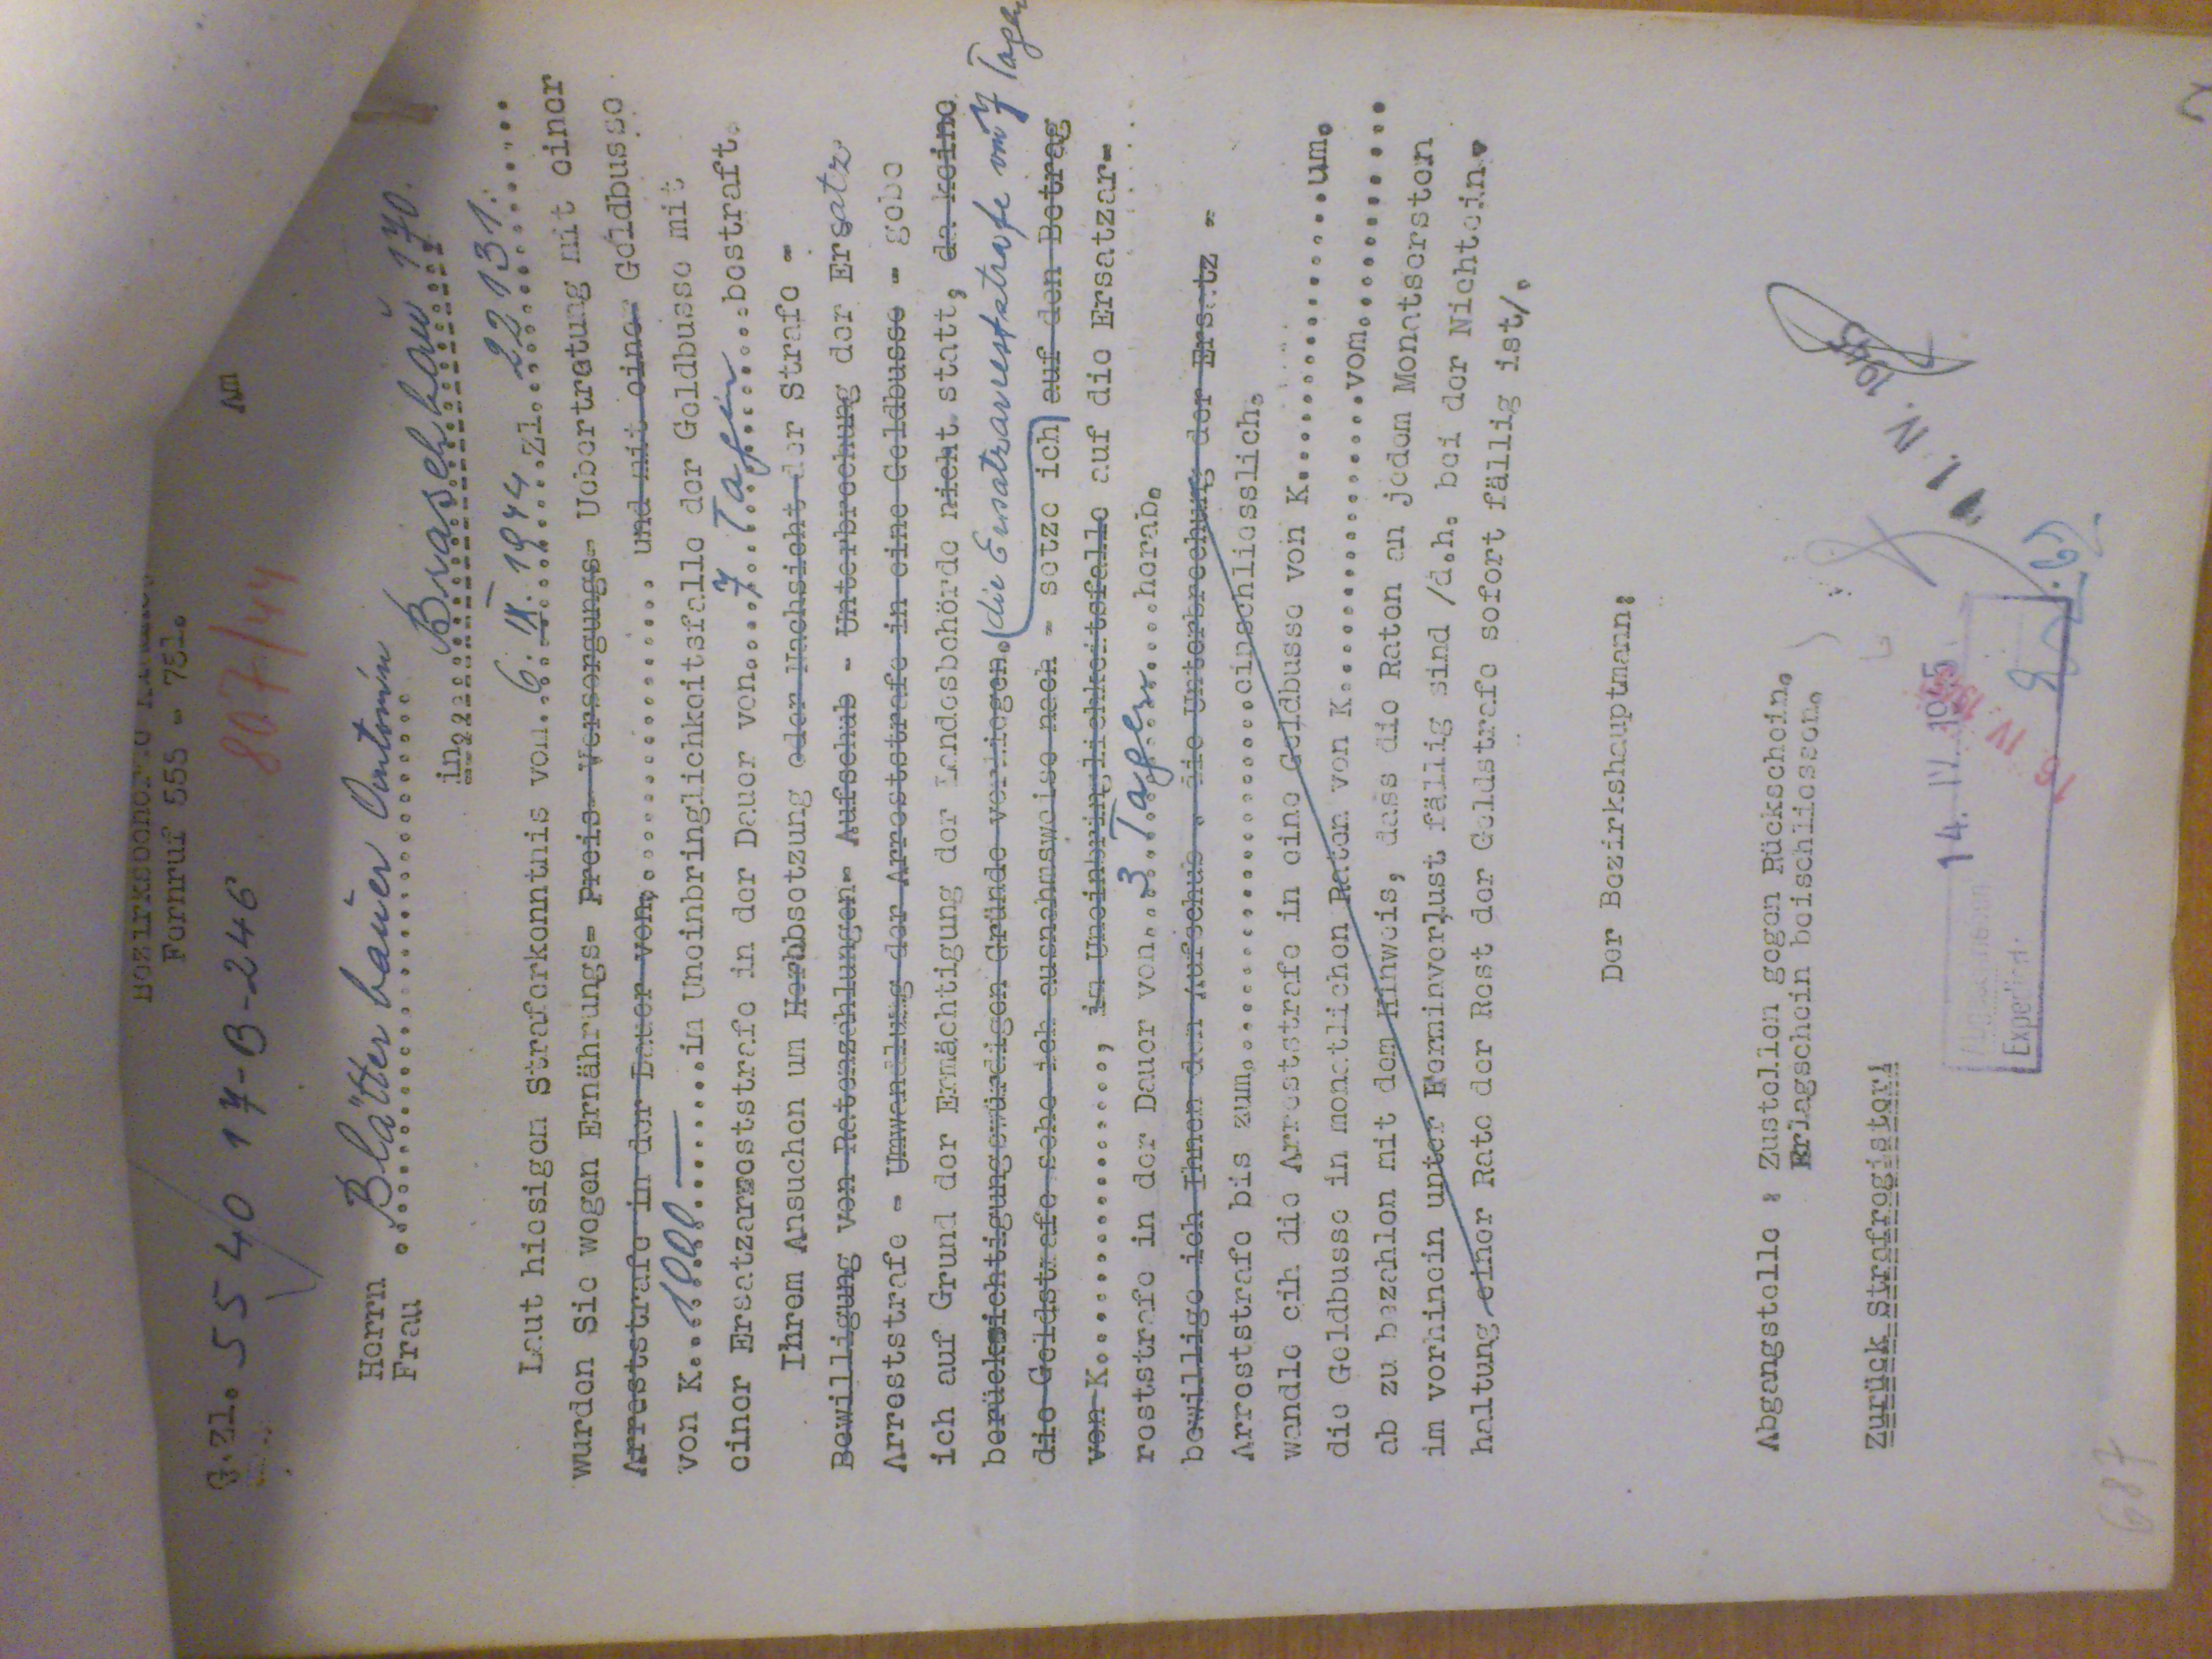 Fernruf 555 - 751.
G.Zl. 5540 17-B-246 807/44 Am
Herrn Blätterbauer Antonín
Frau
in Braschhau 170.
Laut hiesigem Straferkenntnis vom. 6. IX. 1944 Zl. 22131.
wurden Sie wegen Ernährungs- Preis- Versorgungs- Uebertretung mit einer
Arreststrafe in der Dauer von, ................. und mit einer Geldbusse
von K. 1000.— im Uneinbringlichkeitsfalle der Geldbusse mit
einer Ersatzarreststrafe in der Dauer von.... 7 Tagen bestraft.
Ihrem Ansuchen um Herabsetzung oder Nachsicht der Strafe -
Bewilligung von Ratenzahlungen- Aufschub - Unterbrechung der Ersatz
Arreststrafe - Umwandlung der Arreststrafe in eine Geldbusse - gebe
ich auf Grund der Ermächtigung der Landesbehörde nicht statt, da keine
berücksichtigungswürdigen Gründe vorliegen. (die Ersatzarreststrafe von 7 Tagen
die Geldstrafe sehe ich ausnahmsweise nach - setze ich) auf den Betrag
von K................., im Uneinbringlichkeitsfalle auf die Ersatzar-
reststrafe in der Dauer von.. 3 Tagen ....herab.
bewillige ich Ihnen den Aufschub - die Unterbrechung der Ersatz -
Arreststrafe bis zum....................einschliesslich.
wandle cih die Arreststrafe in eine Geldbusse von K................um.
die Geldbusse in monatlichen Raten von K.................vom............
ab zu bezahlen mit dem Hinweis, dass die Raten an jedem Monatsersten
im vorhinein unter Terminverlust fällig sind /d.h. bei der Nichtein-
haltung einer Rate der Rest der Geldstrafe sofort fällig ist/.
Der Bezirkshauptmann:
Abgangstelle : Zustellen gegen Rückschein.
Erlagschein beischliessen.
Zurück Strafregister!
11. IV. 1945
14. IV. 1945
Expediert:
16. IV. 1945
687